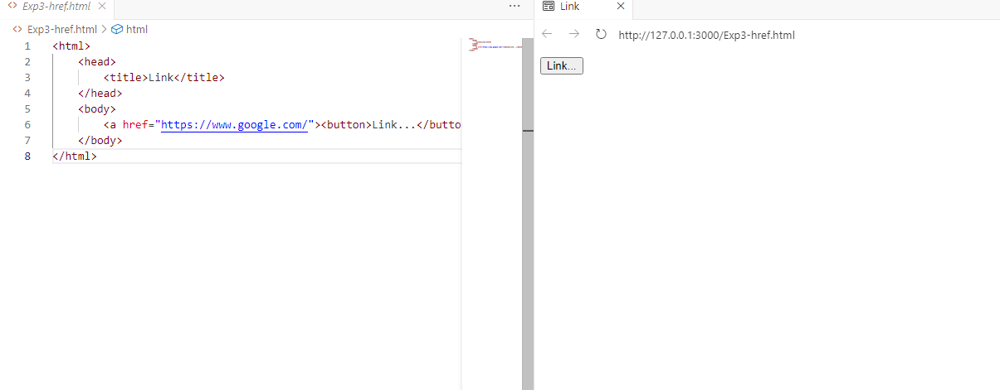 Exp3-href.html
Exp3-href.html > html
1 <html>
2 <head>
3 <title>Link</title>
4 </head>
5 <body>
6 <a href="https://www.google.com/"><button>Link...</butto
7 </body>
8 </html>
Link
http://127.0.0.1:3000/Exp3-href.html
Link...